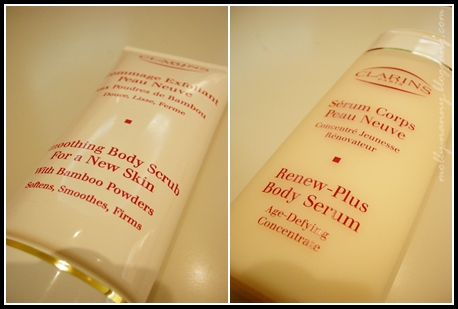 CLARINS
Gommage Exfoliant
Peau Neuve
aux Poudres de Bambou
Douce, Lisse, Ferme
Smoothing Body Scrub
For a New Skin
With Bamboo Powders
Softens, Smoothes, Firms
CLARINS
Sérum Corps
Peau Neuve
Concentré Jeunesse
Rénovateur
Renew-Plus
Body Serum
Age-Defying
Concentrate